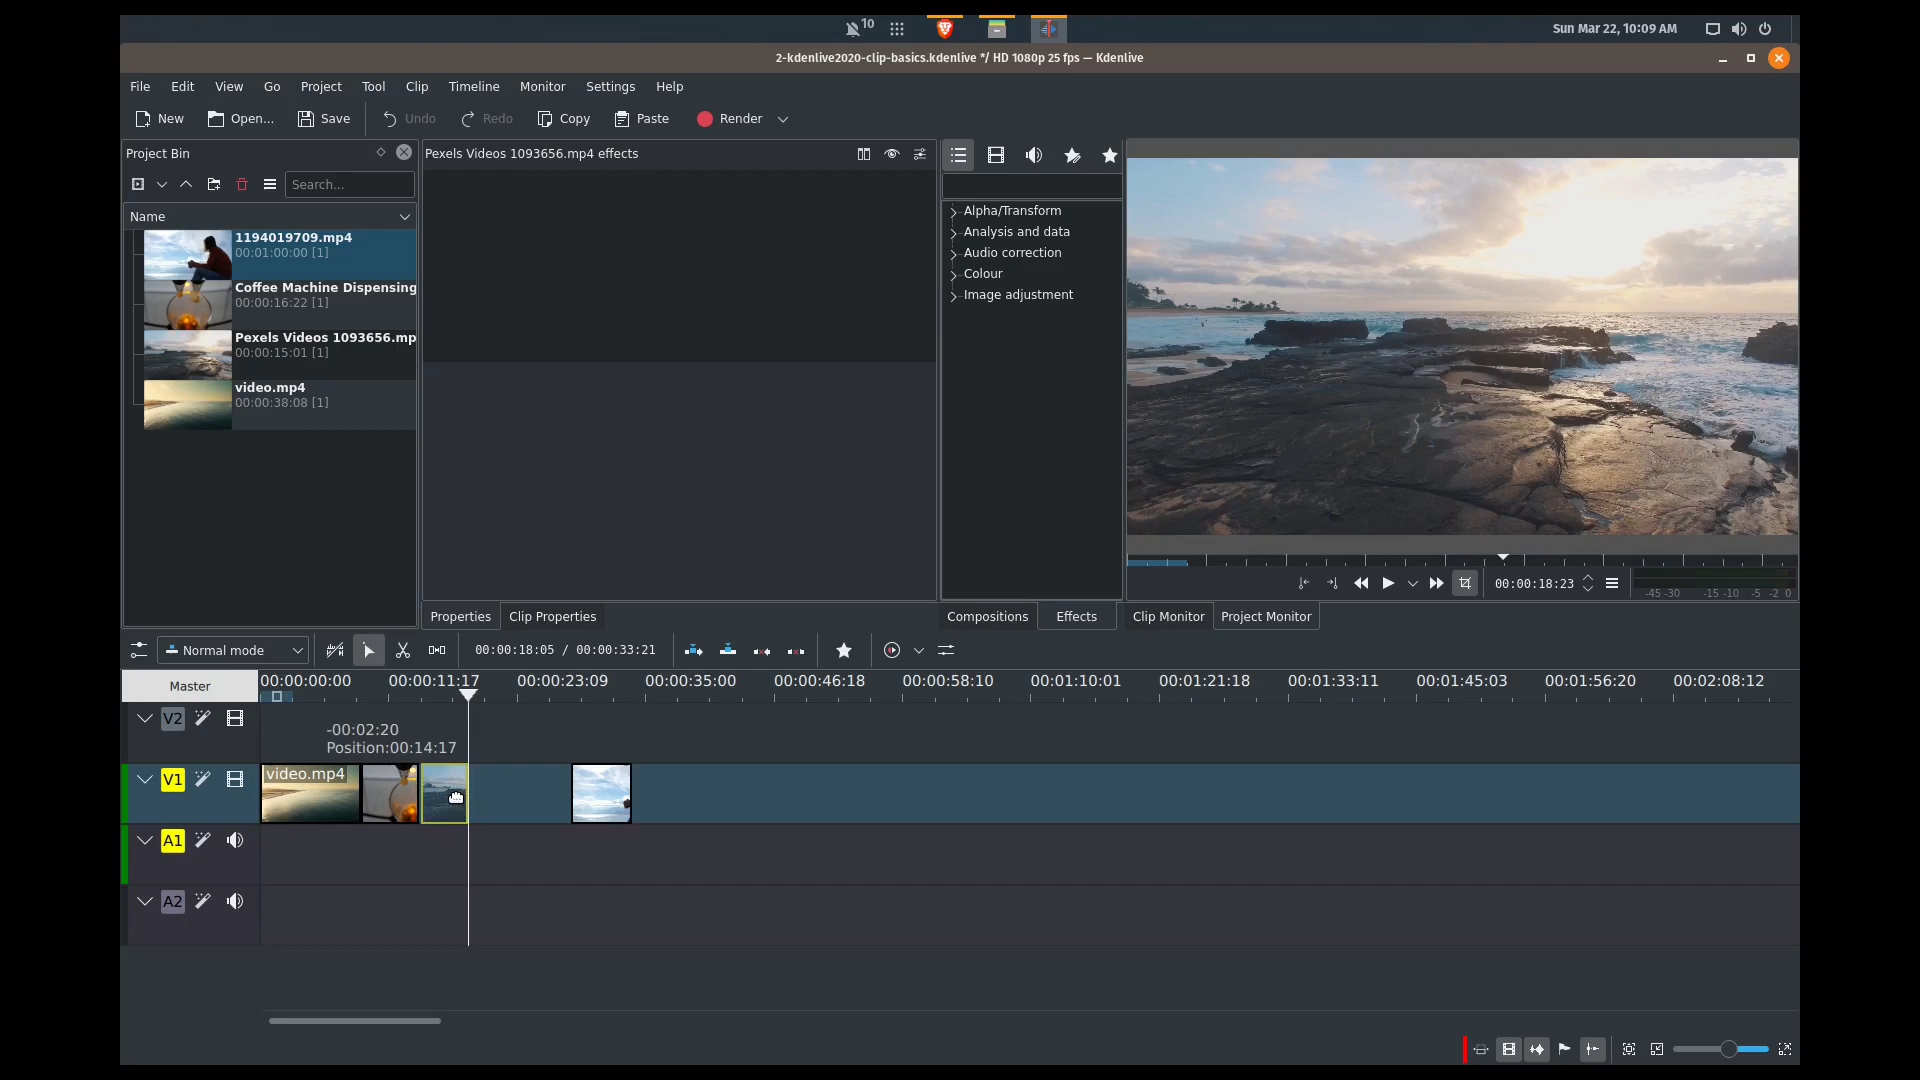 10
Sun Mar 22, 10:09 AM
2-kdenlive2020-clip-basics.kdenlive */ HD 1080p 25 fps — Kdenlive
File Edit View Go Project Tool Clip Timeline Monitor Settings Help
New Open... Save Undo Redo Copy Paste Render
Project Bin
Search...
Name
1194019709.mp4
00:01:00:00 [1]
Coffee Machine Dispensing
00:00:16:22 [1]
Pexels Videos 1093656.mp
00:00:15:01 [1]
video.mp4
00:00:38:08 [1]
Pexels Videos 1093656.mp4 effects
Properties Clip Properties
Alpha/Transform
Analysis and data
Audio correction
Colour
Image adjustment
Compositions Effects
00:00:18:23
-45 -30 -15 -10 -5 -2 0
Clip Monitor Project Monitor
Normal mode
00:00:18:05 / 00:00:33:21
Master
00:00:00:00 00:00:11:17 00:00:23:09 00:00:35:00 00:00:46:18 00:00:58:10 00:01:10:01 00:01:21:18 00:01:33:11 00:01:45:03 00:01:56:20 00:02:08:12
V2
-00:02:20
Position:00:14:17
V1
video.mp4
A1
A2